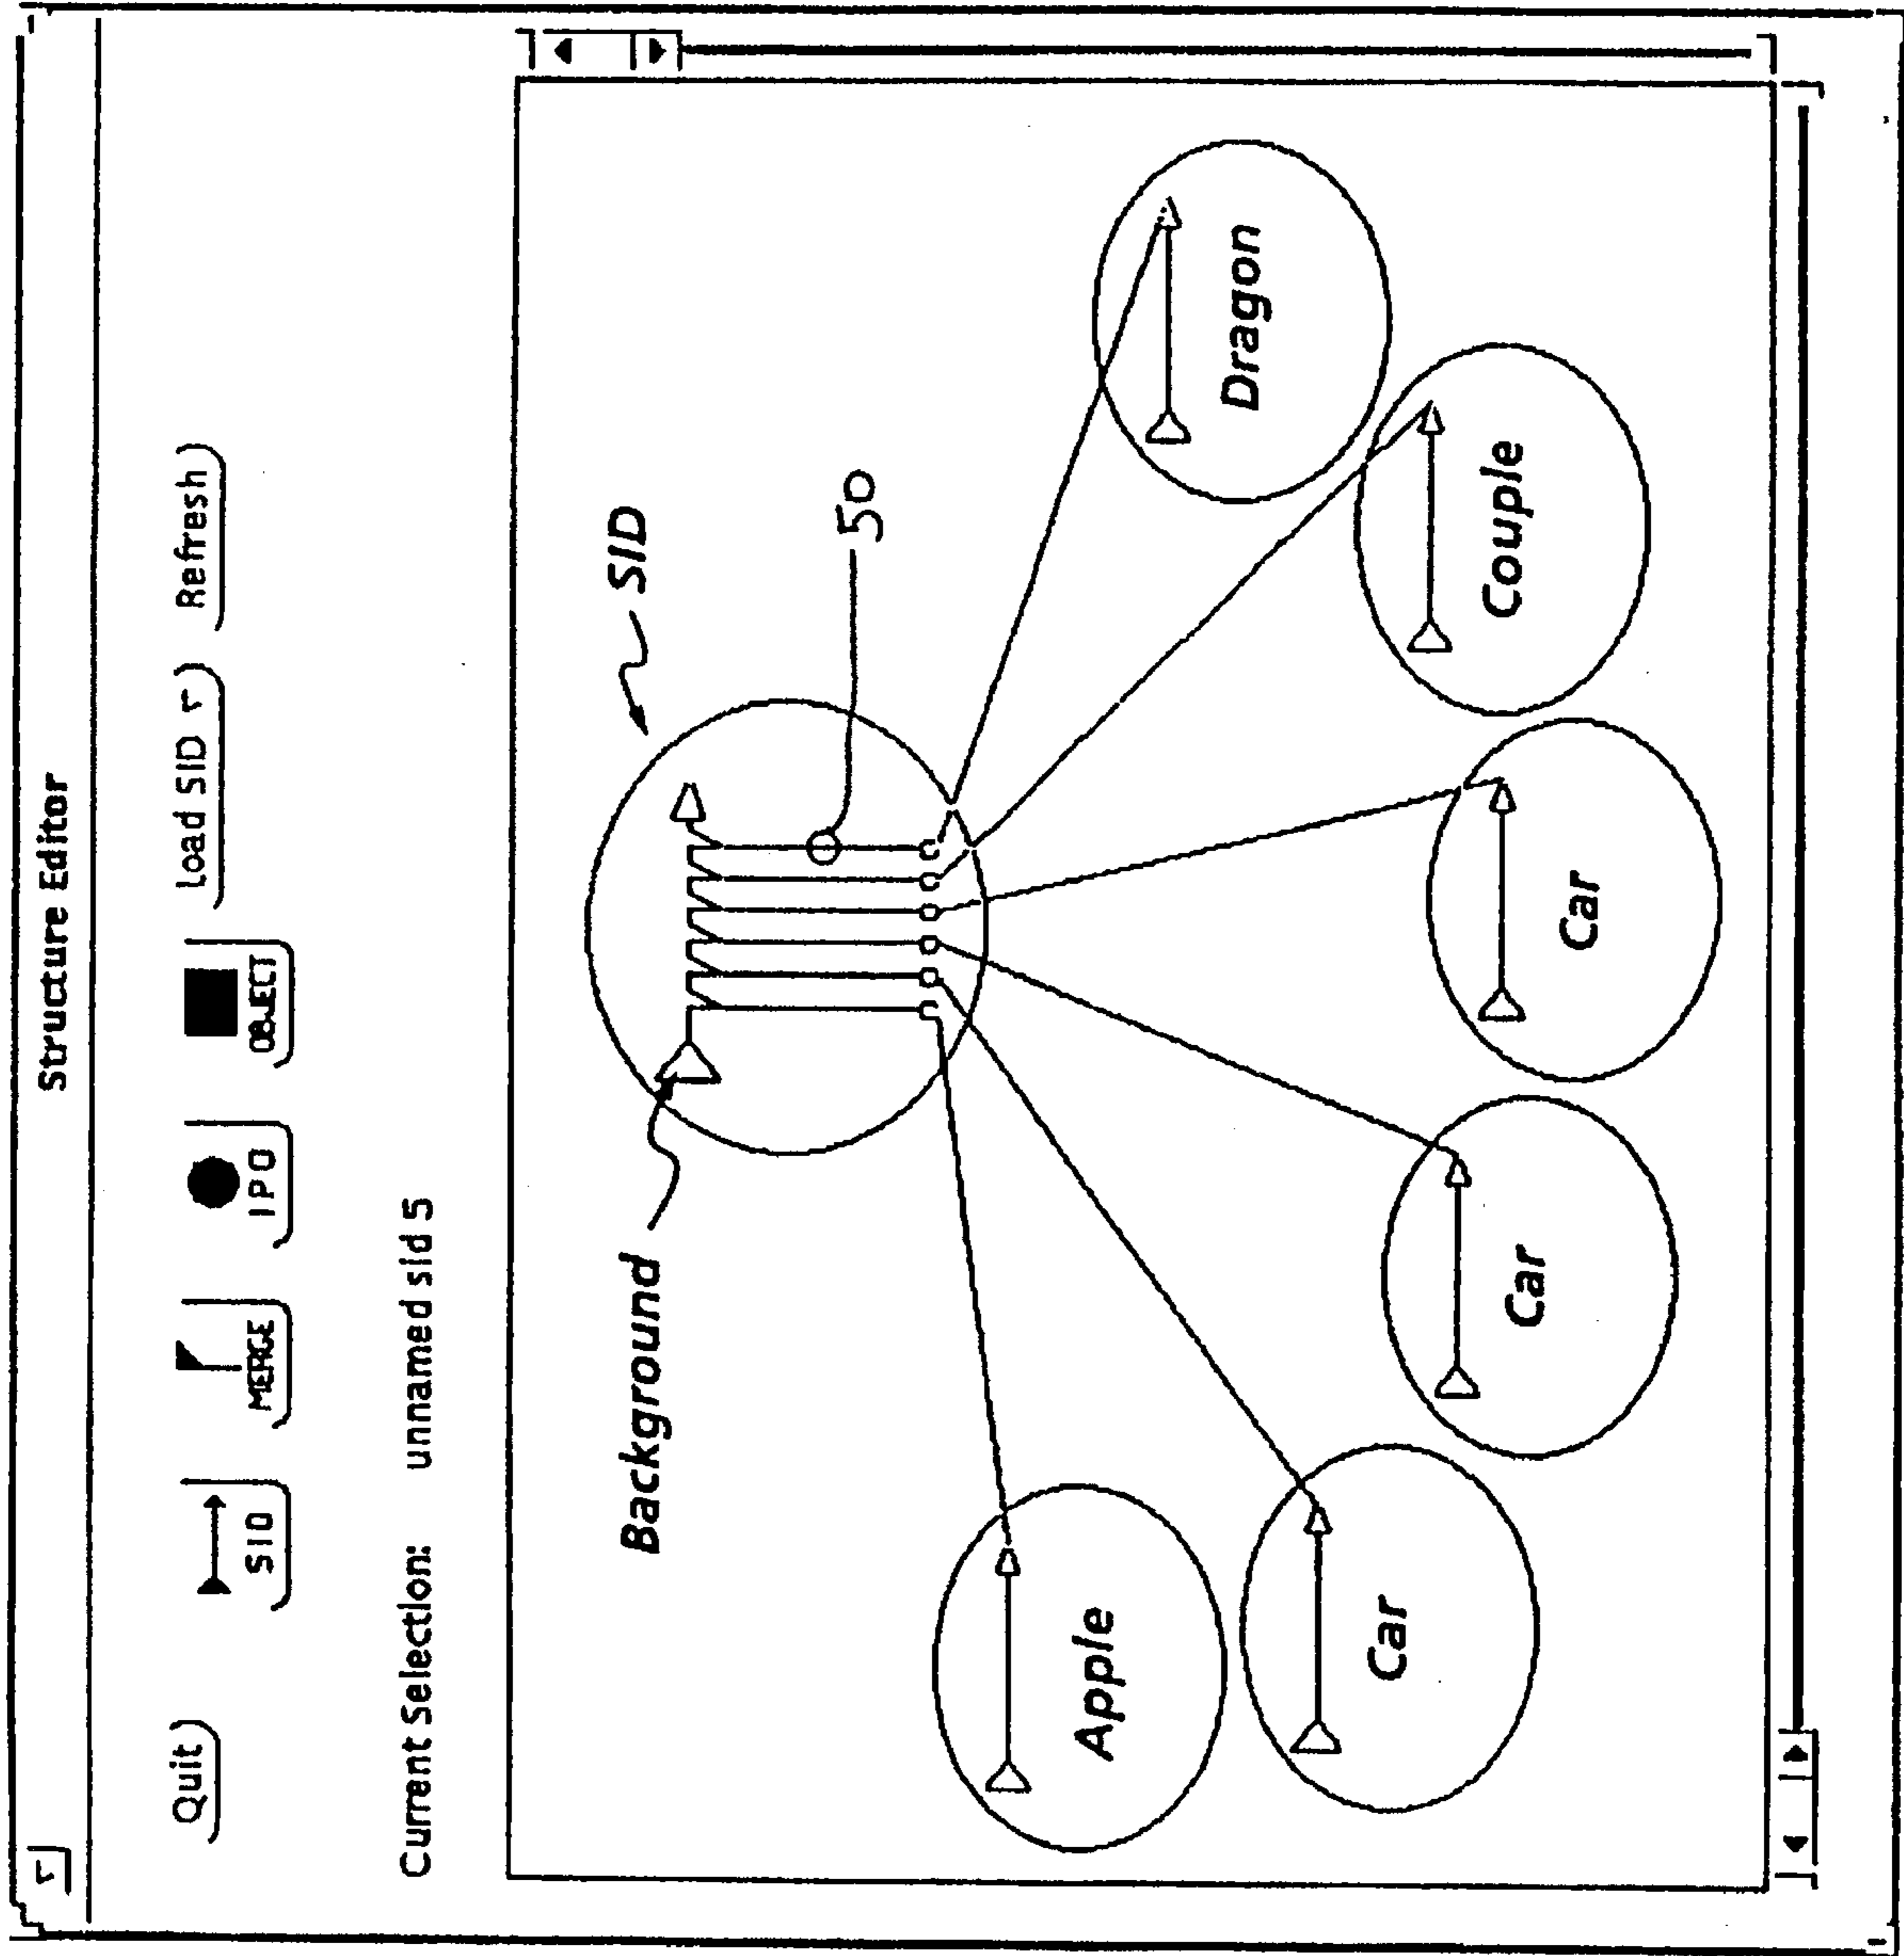 Structure Editor
Quit
SID
MERGE
IPO
OBJECT
Load SID
Refresh
Current Selection: unnamed sid 5
Background
SID
50
Apple
Car
Car
Car
Couple
Dragon